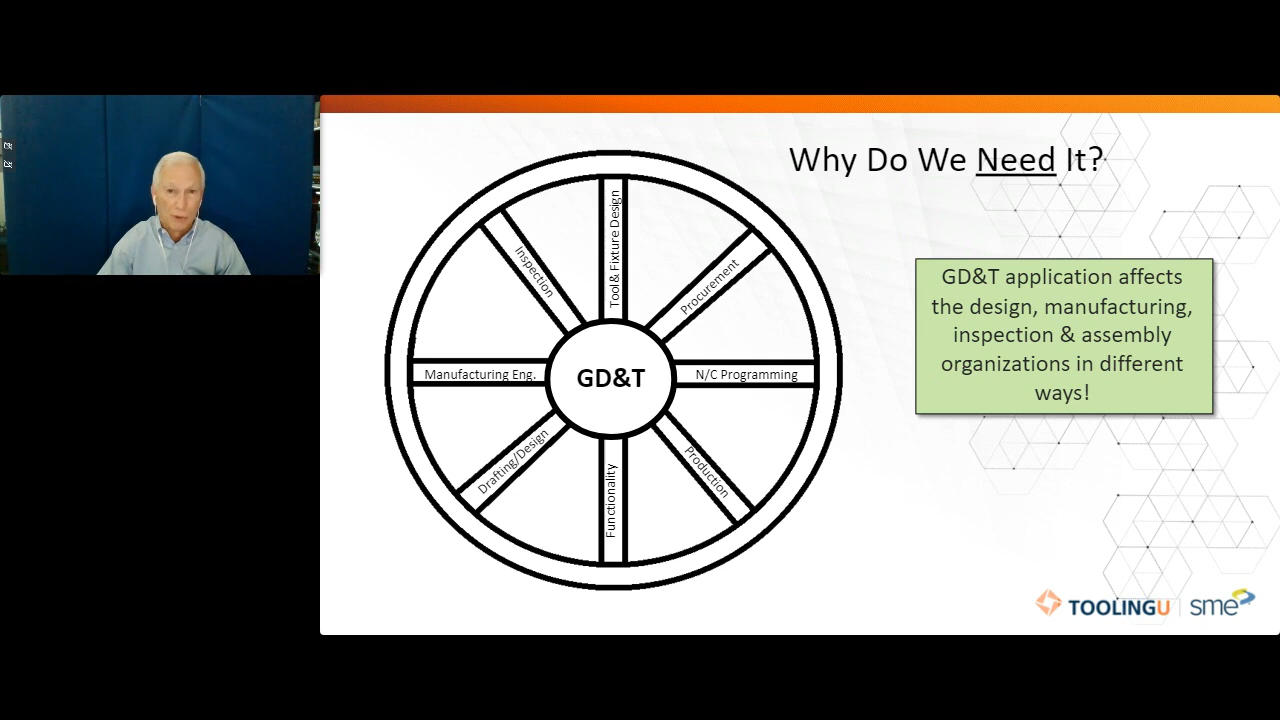 Why Do We Need It?
Inspection
Tool & Fixture Design
Procurement
Manufacturing Eng.
GD&T
N/C Programming
Drafting/Design
Functionality
Production
GD&T application affects
the design, manufacturing,
inspection & assembly
organizations in different
ways!
TOOLINGU
sme